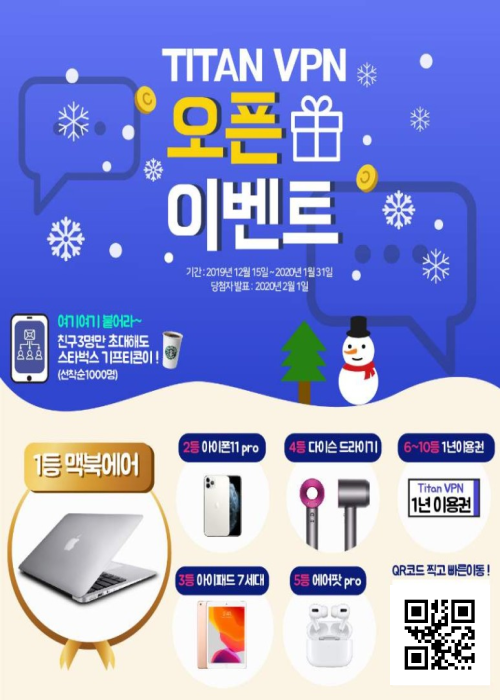 TITAN VPN
오픈
이벤트
기간 : 2019년 12월 15일 ~ 2020년 1월 31일
당첨자 발표 : 2020년 2월 1일
여기여기 붙어라~
친구3명만 초대해도
스타벅스 기프티콘이 !
(선착순1000명)
1등 맥북에어
2등 아이폰11 pro
4등 다이슨 드라이기
6~10등 1년이용권
Titan VPN
1년 이용권
3등 아이패드 7세대
5등 에어팟 pro
QR코드 찍고 빠른이동 !